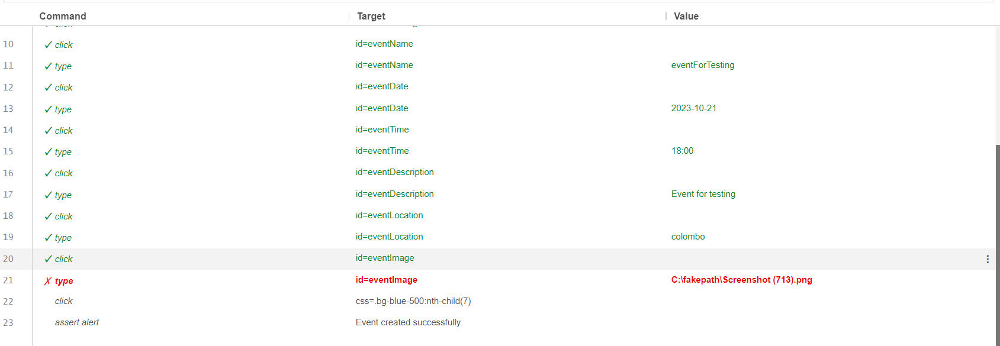 Command Target Value
10 ✓ click id=eventName
11 ✓ type id=eventName eventForTesting
12 ✓ click id=eventDate
13 ✓ type id=eventDate 2023-10-21
14 ✓ click id=eventTime
15 ✓ type id=eventTime 18:00
16 ✓ click id=eventDescription
17 ✓ type id=eventDescription Event for testing
18 ✓ click id=eventLocation
19 ✓ type id=eventLocation colombo
20 ✓ click id=eventImage
21 ✗ type id=eventImage C:\fakepath\Screenshot (713).png
22 click css=.bg-blue-500:nth-child(7)
23 assert alert Event created successfully